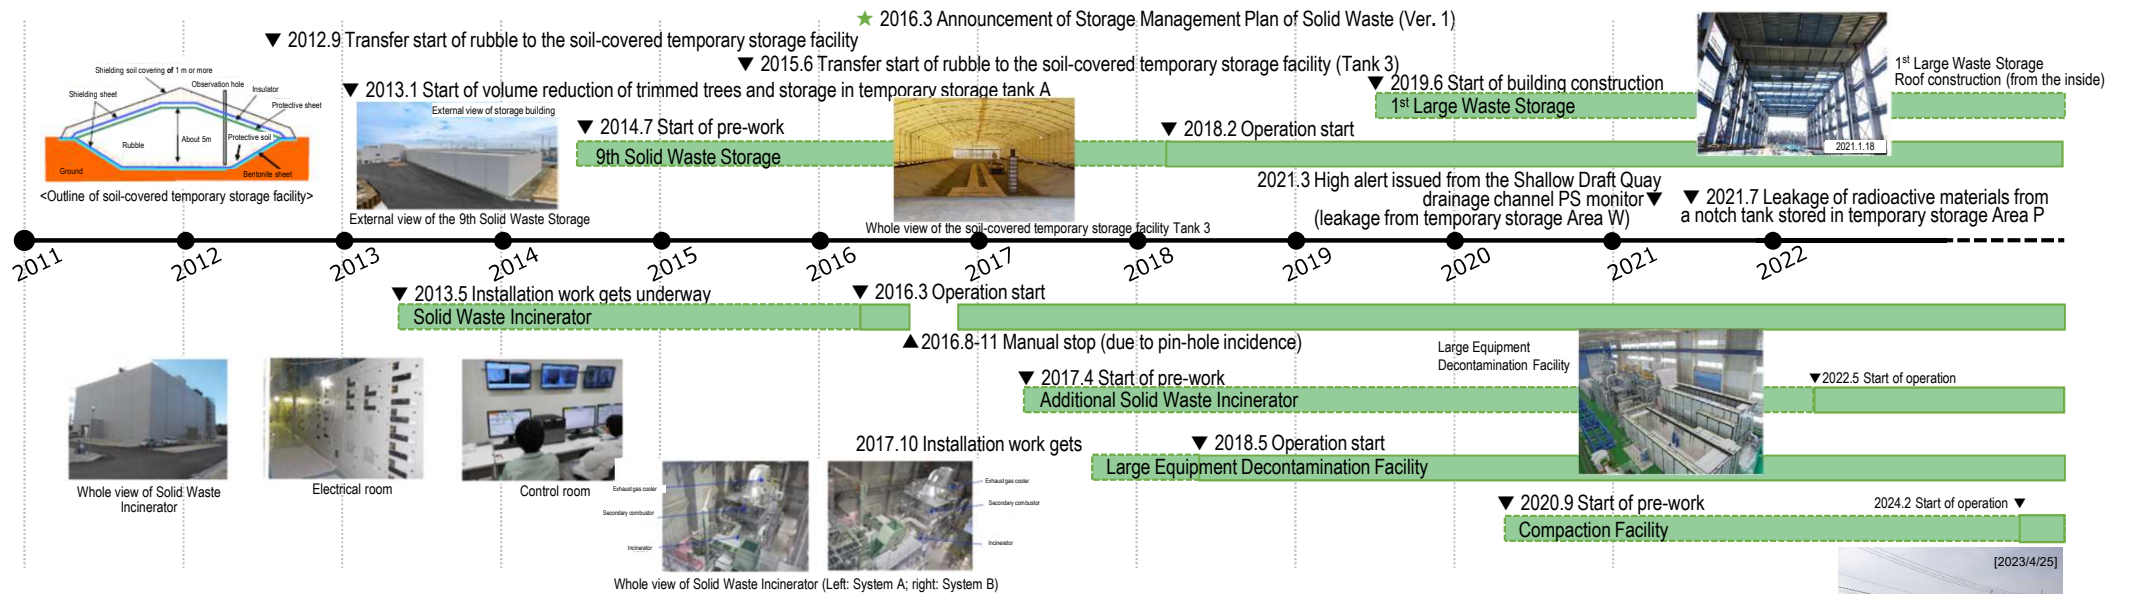 ★ 2016.3 Announcement of Storage Management Plan of Solid Waste (Ver. 1)
▼ 2012.9 Transfer start of rubble to the soil-covered temporary storage facility
▼ 2015.6 Transfer start of rubble to the soil-covered temporary storage facility (Tank 3)
▼ 2013.1 Start of volume reduction of trimmed trees and storage in temporary storage tank A
▼ 2019.6 Start of building construction
1st Large Waste Storage
1st Large Waste Storage
Roof construction (from the inside)
2021.1.18
Shielding soil covering of 1 m or more
Shielding sheet
Observation hole
Insulator
Protective sheet
About 5m
Protective soil
Rubble
Ground
Bentonite sheet
<Outline of soil-covered temporary storage facility>
External view of storage building
External view of the 9th Solid Waste Storage
▼ 2014.7 Start of pre-work
9th Solid Waste Storage
▼ 2018.2 Operation start
Whole view of the soil-covered temporary storage facility Tank 3
2021.3 High alert issued from the Shallow Draft Quay
drainage channel PS monitor ▼
(leakage from temporary storage Area W)
▼ 2021.7 Leakage of radioactive materials from
a notch tank stored in temporary storage Area P
2011
2012
2013
2014
2015
2016
2017
2018
2019
2020
2021
2022
▼ 2013.5 Installation work gets underway
Solid Waste Incinerator
▼ 2016.3 Operation start
▲ 2016.8-11 Manual stop (due to pin-hole incidence)
▼ 2017.4 Start of pre-work
Additional Solid Waste Incinerator
▼ 2022.5 Start of operation
Large Equipment
Decontamination Facility
2017.10 Installation work gets
▼ 2018.5 Operation start
Large Equipment Decontamination Facility
▼ 2020.9 Start of pre-work
Compaction Facility
2024.2 Start of operation ▼
[2023/4/25]
Whole view of Solid Waste
Incinerator
Electrical room
Control room
Exhaust gas cooler
Secondary combustor
Incinerator
Exhaust gas cooler
Secondary combustor
Incinerator
Whole view of Solid Waste Incinerator (Left: System A; right: System B)